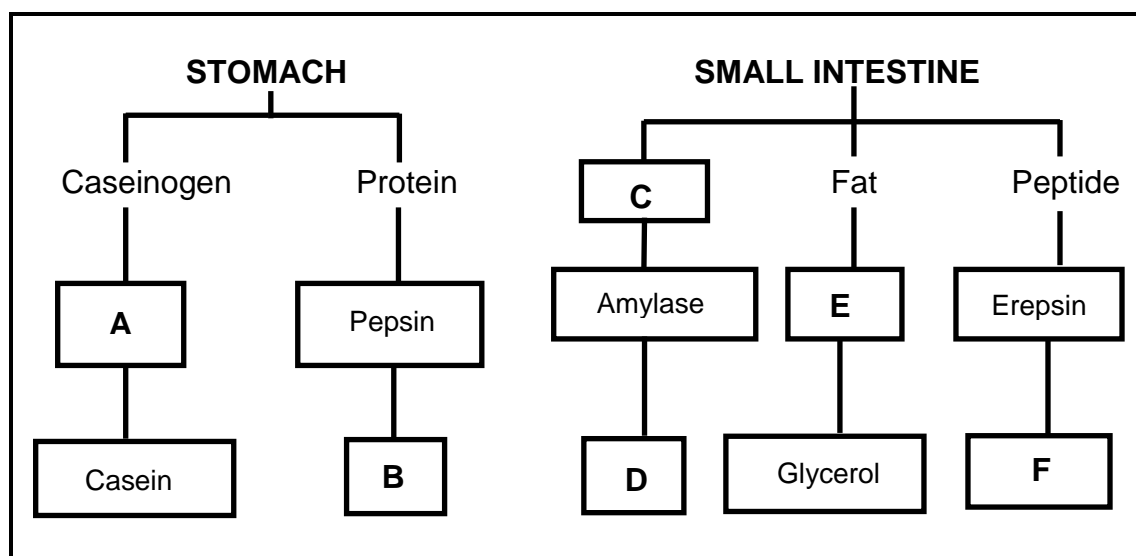 STOMACH
SMALL INTESTINE
Caseinogen
Protein
C
Fat
Peptide
A
Pepsin
Amylase
E
Erepsin
Casein
B
D
Glycerol
F